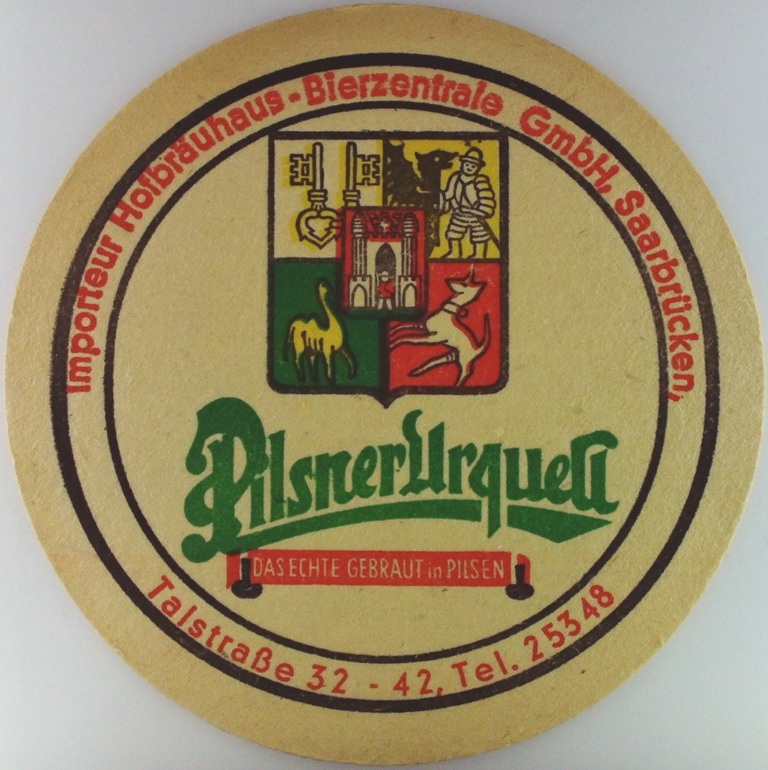 Importeur Hofbräuhaus-Bierzentrale GmbH, Saarbrücken,
Pilsner Urquell
DAS ECHTE GEBRAUT in PILSEN
Talstraße 32 - 42, Tel. 25348